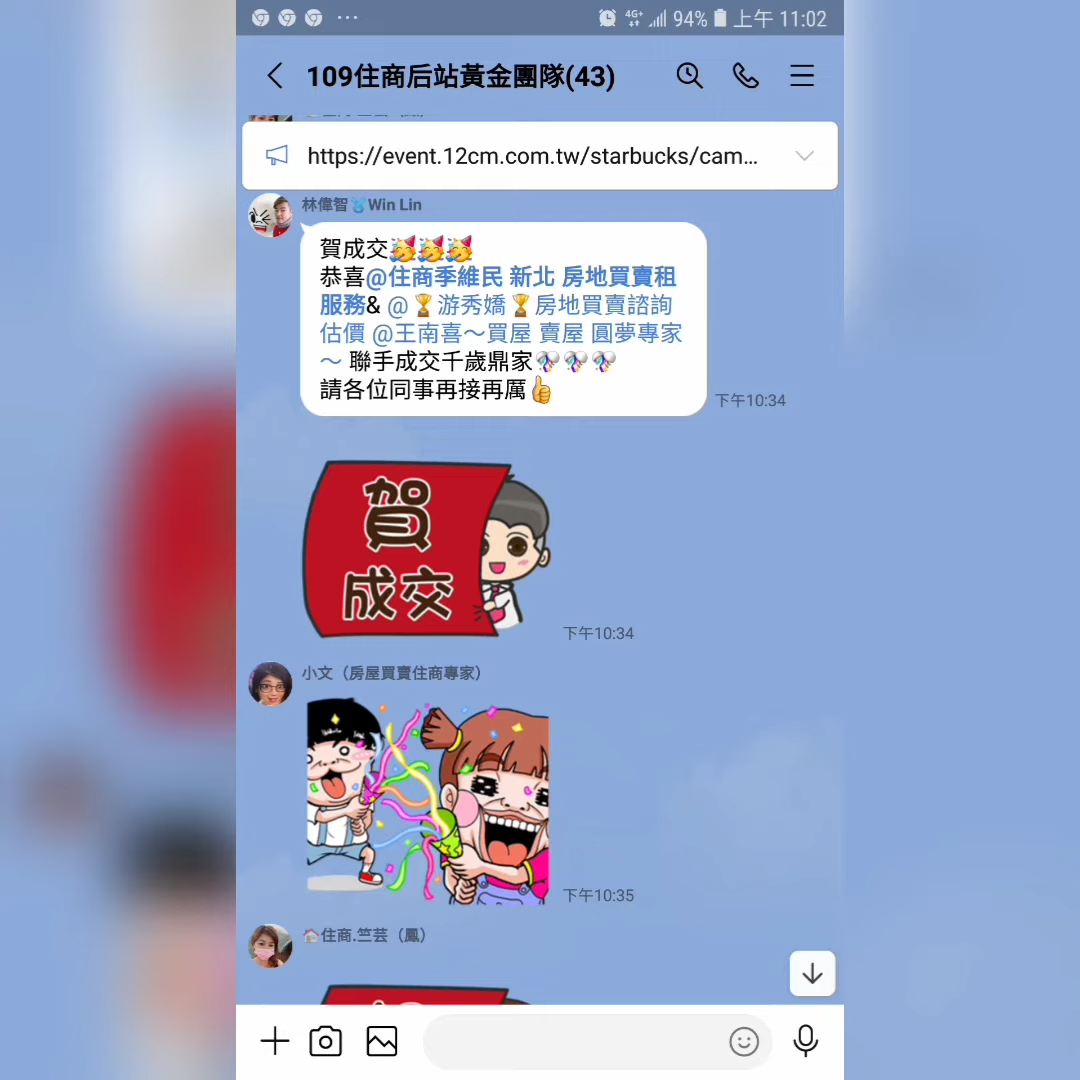 4G+ 94% 上午 11:02
109住商后站黃金團隊(43)
https://event.12cm.com.tw/starbucks/cam...
林偉智🥎Win Lin
賀成交🥳🥳🥳
恭喜@住商季維民 新北 房地買賣租
服務& @🏆游秀嬌🏆房地買賣諮詢
估價 @王南喜～買屋 賣屋 圓夢專家
～ 聯手成交千歲鼎家🎊🎊🎊
請各位同事再接再厲👍
下午10:34
賀
成交
下午10:34
小文（房屋買賣住商專家）
下午10:35
🏠住商.竺芸（鳳）